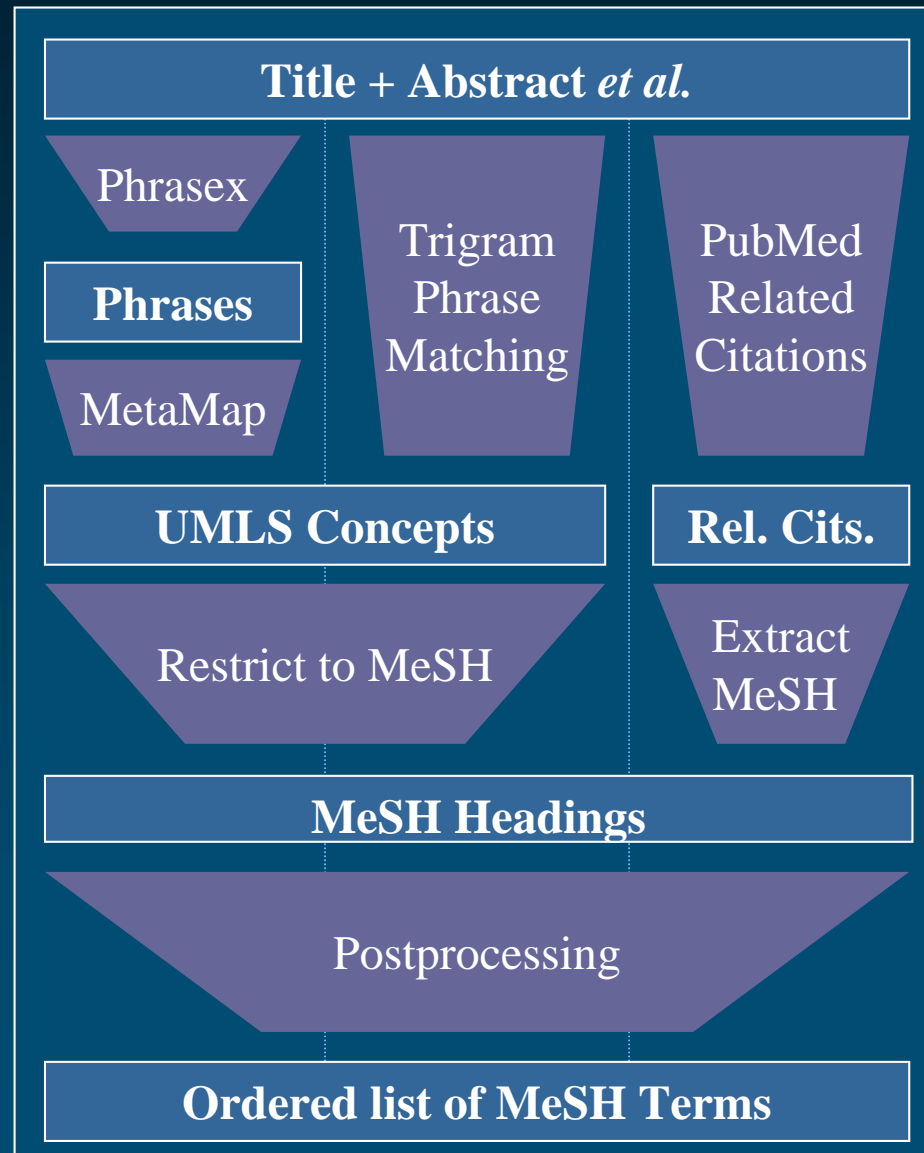 Title + Abstract et al.
Phrasex
Phrases
MetaMap
Trigram
Phrase
Matching
PubMed
Related
Citations
UMLS Concepts
Rel. Cits.
Restrict to MeSH
Extract
MeSH
MeSH Headings
Postprocessing
Ordered list of MeSH Terms